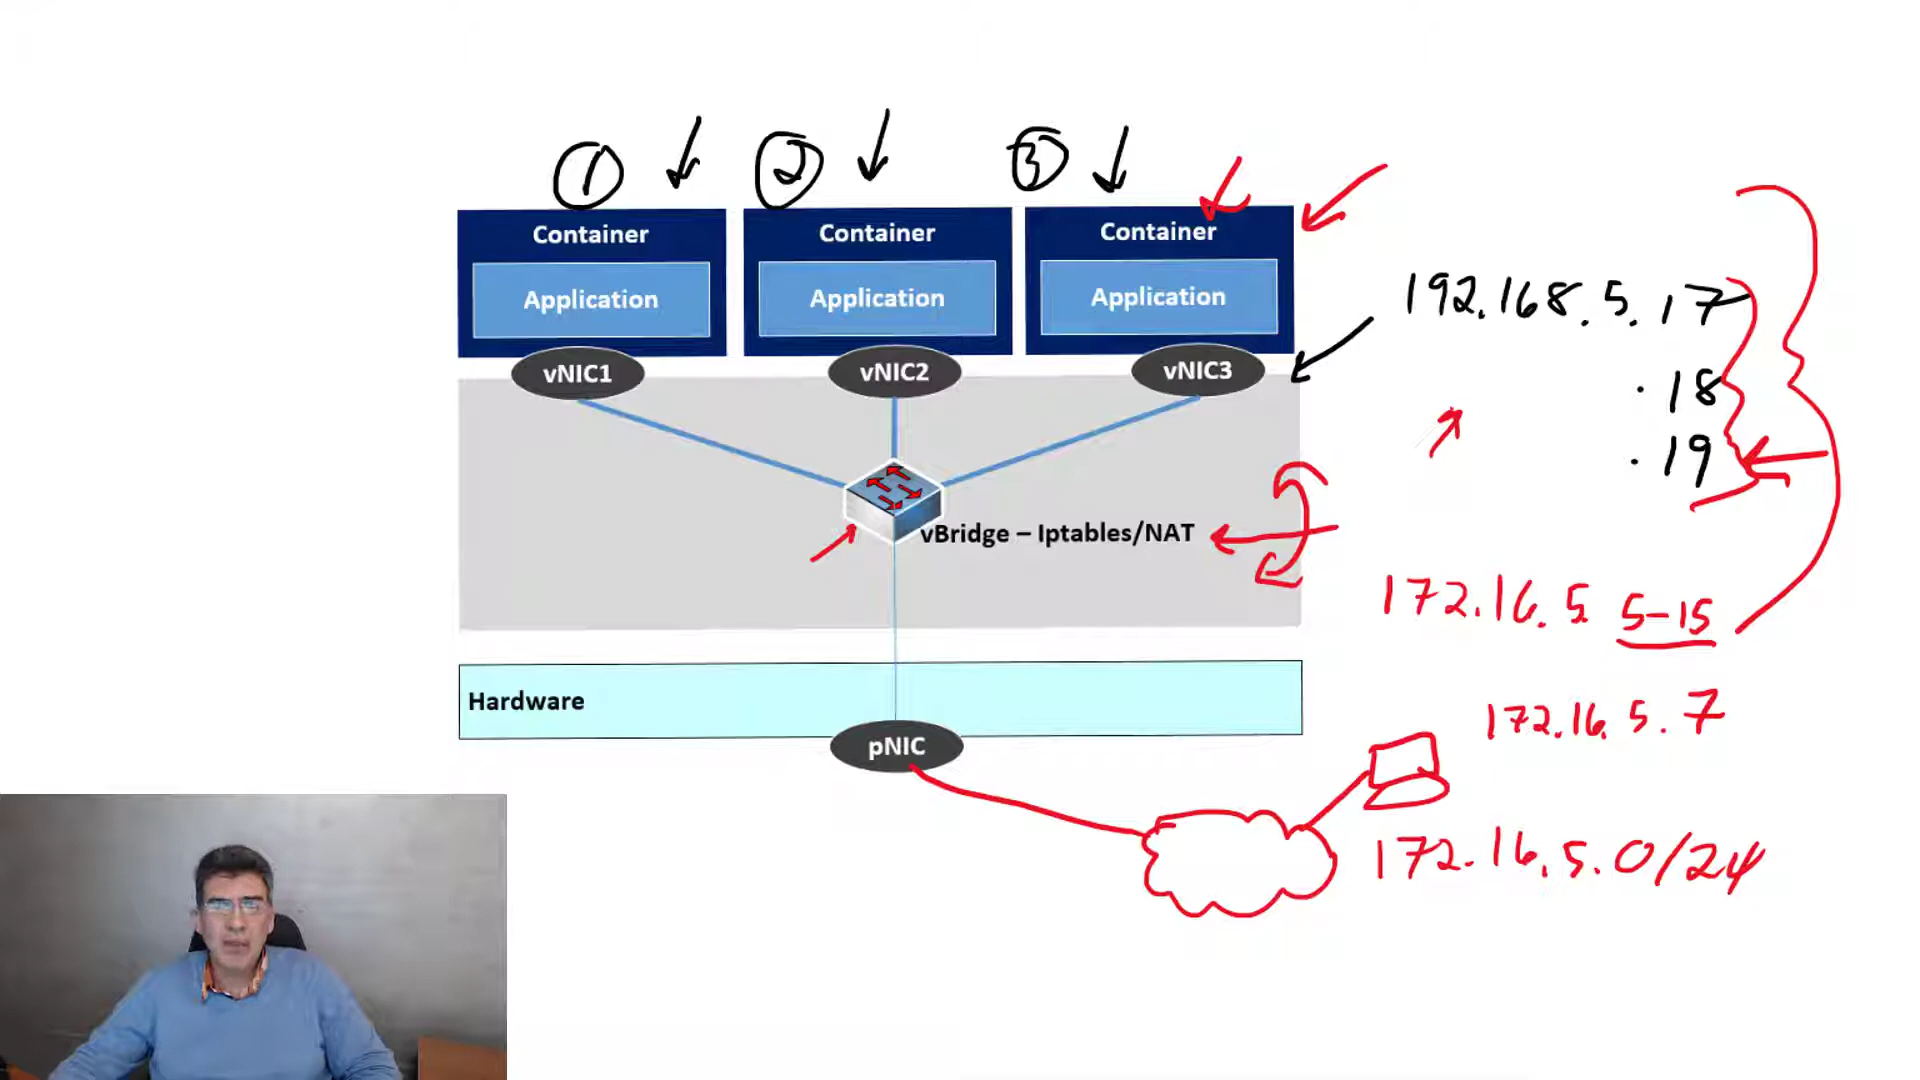 1 2 3
Container Container Container
Application Application Application
192.168.5.17
vNIC1 vNIC2 vNIC3
.18
.19
vBridge – Iptables/NAT
172.16.5 5-15
Hardware
172.16.5.7
pNIC
172.16.5.0/24